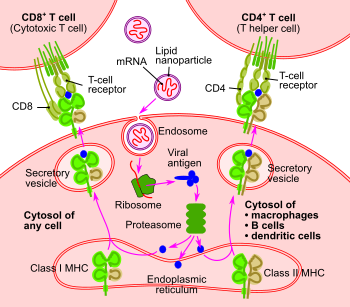 CD8+ T cell
(Cytotoxic T cell)
CD4+ T cell
(T helper cell)
Lipid
nanoparticle
mRNA
T-cell
receptor
CD8
T-cell
receptor
CD4
Endosome
Viral
antigen
Secretory
vesicle
Secretory
vesicle
Ribosome
Proteasome
Cytosol of
any cell
Cytosol of
• macrophages
• B cells
• dendritic cells
Class I MHC
Class II MHC
Endoplasmic
reticulum